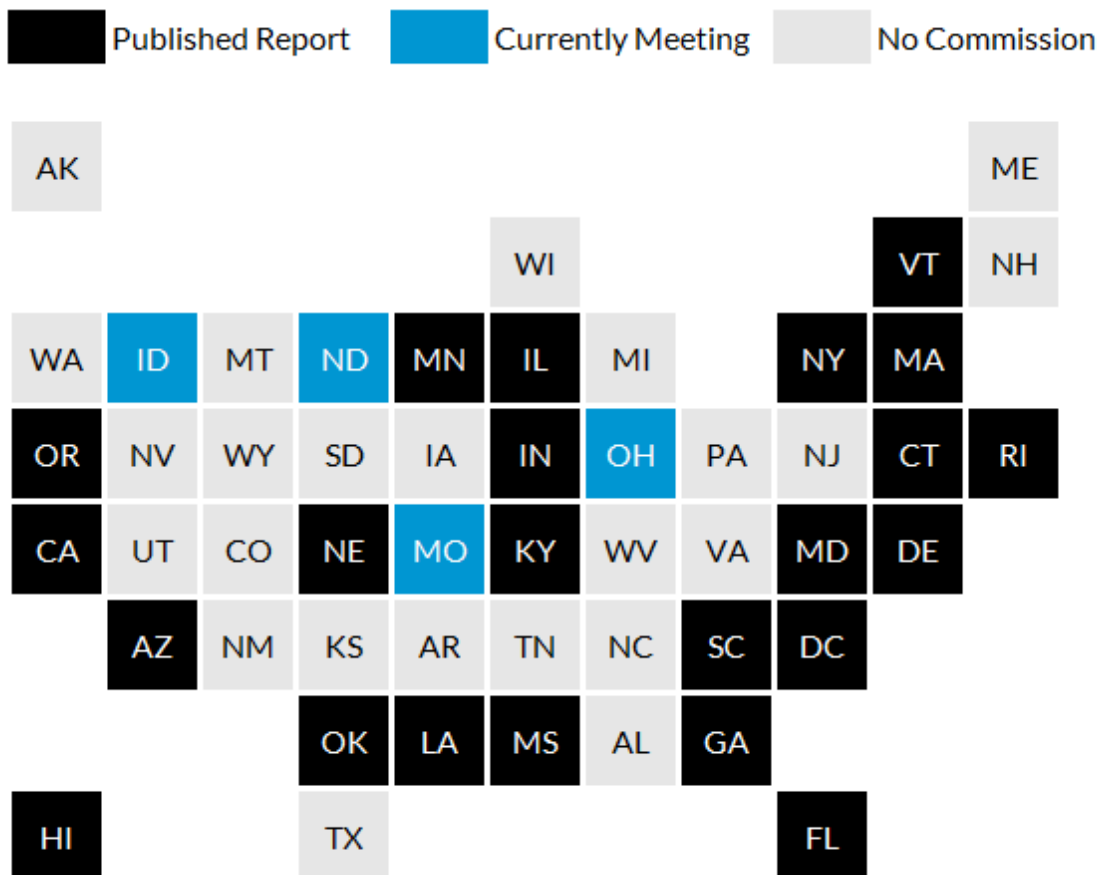 Published Report Currently Meeting No Commission
AK ME
WI VT NH
WA ID MT ND MN IL MI NY MA
OR NV WY SD IA IN OH PA NJ CT RI
CA UT CO NE MO KY WV VA MD DE
AZ NM KS AR TN NC SC DC
OK LA MS AL GA
HI TX FL